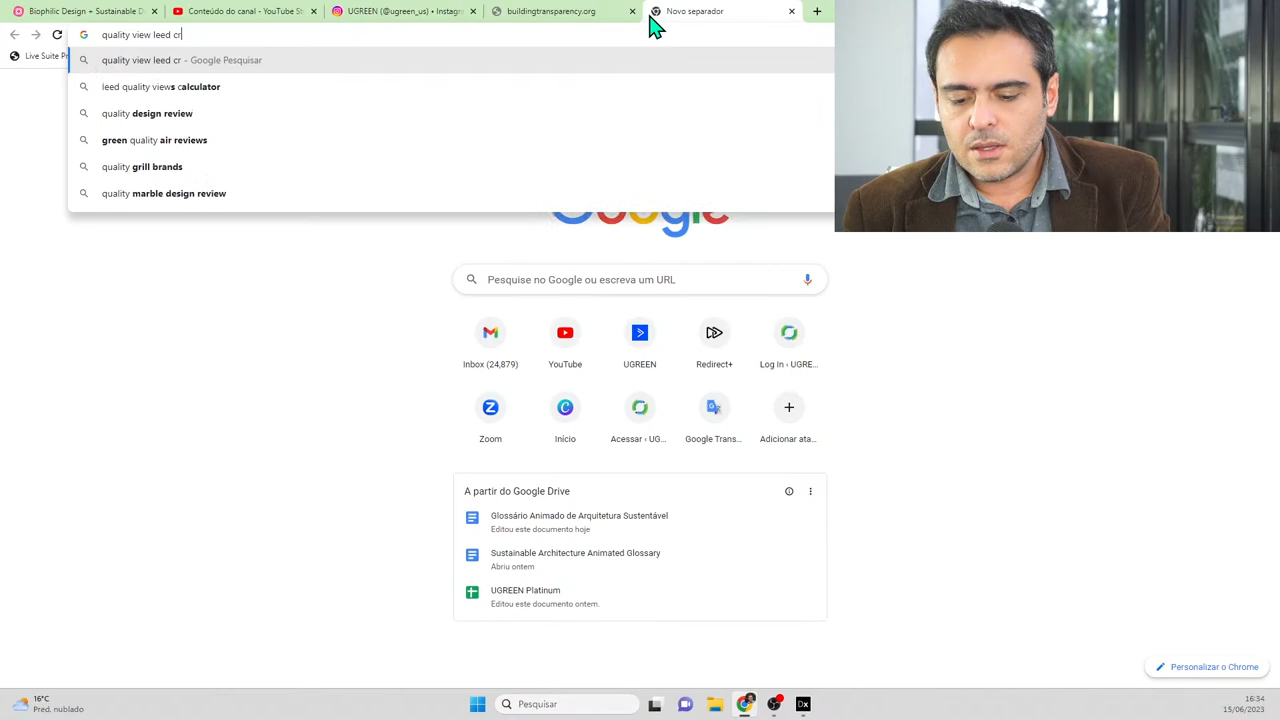 Biophilic Design + Sustainable D
Conteúdo do canal - YouTube St
UGREEN (@ugreen_us) • Instagr
buildingtransparency.org
Novo separador
quality view leed cr
Live Suite Pr
quality view leed cr - Google Pesquisar
leed quality views calculator
quality design review
green quality air reviews
quality grill brands
quality marble design review
Google
Pesquise no Google ou escreva um URL
Inbox (24,879)
YouTube
UGREEN
Redirect+
Log In ‹ UGRE...
Zoom
Início
Acessar ‹ UG...
Google Trans...
Adicionar ata...
A partir do Google Drive
Glossário Animado de Arquitetura Sustentável
Editou este documento hoje
Sustainable Architecture Animated Glossary
Abriu ontem
UGREEN Platinum
Editou este documento ontem.
Personalizar o Chrome
16°C
Pred. nublado
Pesquisar
Dx
16:34
15/06/2023